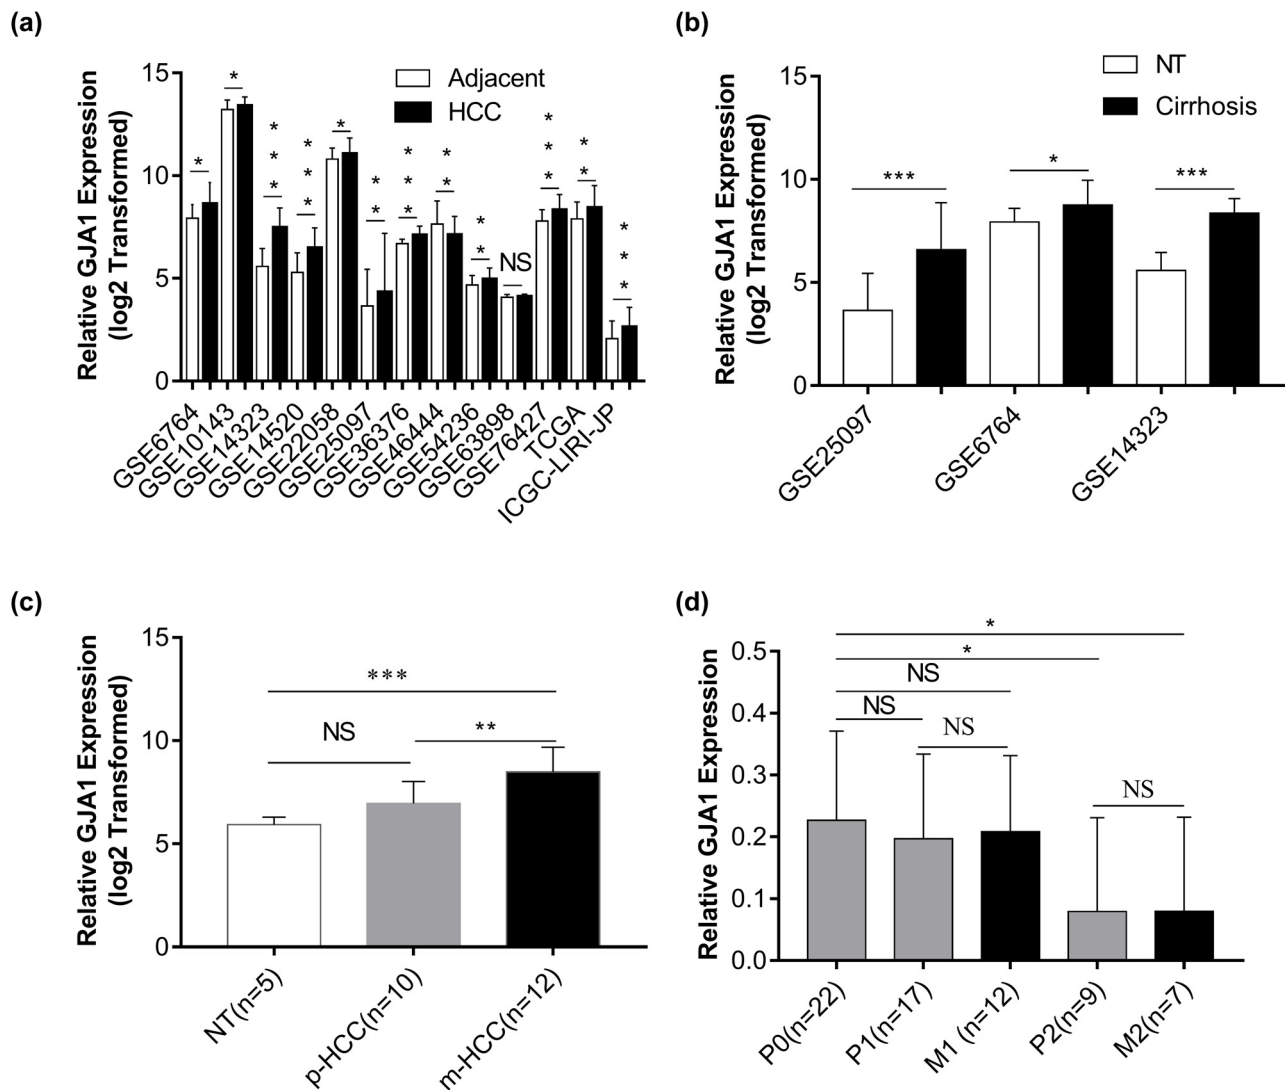 (a)
Relative GJA1 Expression
(log2 Transformed)
15
10
5
0
Adjacent
HCC
*
*
***
***
*
**
***
**
**
NS
***
**
***
GSE6764
GSE10143
GSE14323
GSE14520
GSE22058
GSE25097
GSE36376
GSE46444
GSE54236
GSE63898
GSE76427
TCGA
ICGC-LIRI-JP
(b)
Relative GJA1 Expression
(log2 Transformed)
15
10
5
0
NT
Cirrhosis
***
*
***
GSE25097
GSE6764
GSE14323
(c)
Relative GJA1 Expression
(log2 Transformed)
15
10
5
0
***
NS
**
NT(n=5)
p-HCC(n=10)
m-HCC(n=12)
(d)
Relative GJA1 Expression
0.5
0.4
0.3
0.2
0.1
0.0
*
*
NS
NS
NS
NS
P0(n=22)
P1(n=17)
M1 (n=12)
P2(n=9)
M2(n=7)